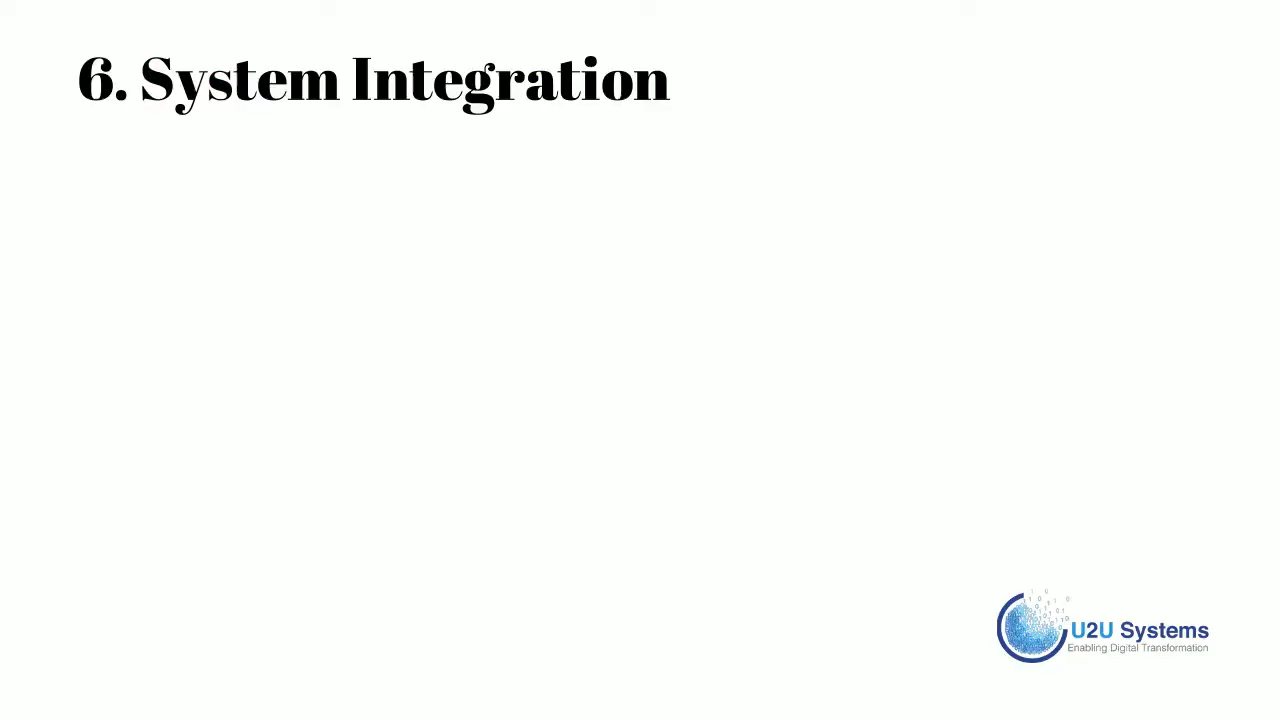 6. System Integration
U2U Systems
Enabling Digital Transformation